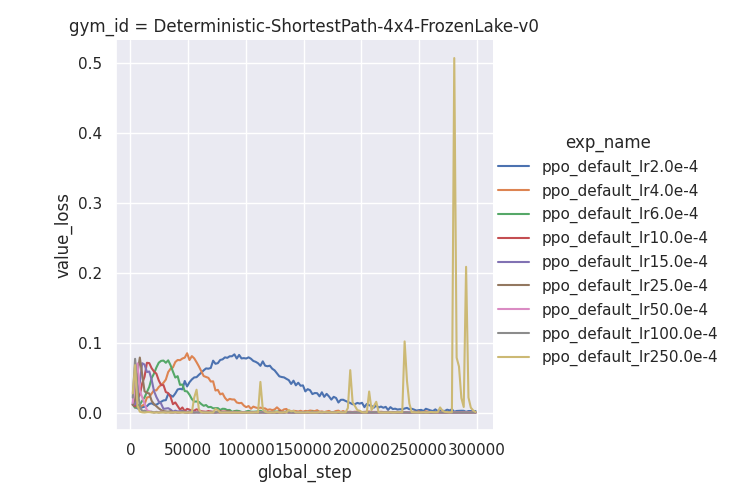 gym_id = Deterministic-ShortestPath-4x4-FrozenLake-v0
0.5
0.4
0.3
0.2
0.1
0.0
value_loss
0 50000 100000 150000 200000 250000 300000
global_step
exp_name
ppo_default_lr2.0e-4
ppo_default_lr4.0e-4
ppo_default_lr6.0e-4
ppo_default_lr10.0e-4
ppo_default_lr15.0e-4
ppo_default_lr25.0e-4
ppo_default_lr50.0e-4
ppo_default_lr100.0e-4
ppo_default_lr250.0e-4